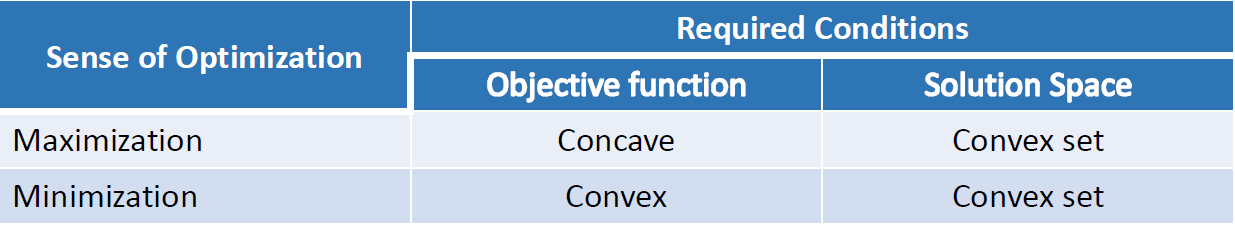 Sense of Optimization
Required Conditions
Objective function
Solution Space
Maximization
Concave
Convex set
Minimization
Convex
Convex set